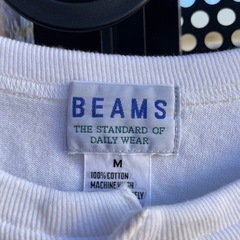 BEAMS
THE STANDARD OF
DAILY WEAR
M
100% COTTON
MACHINE WASH